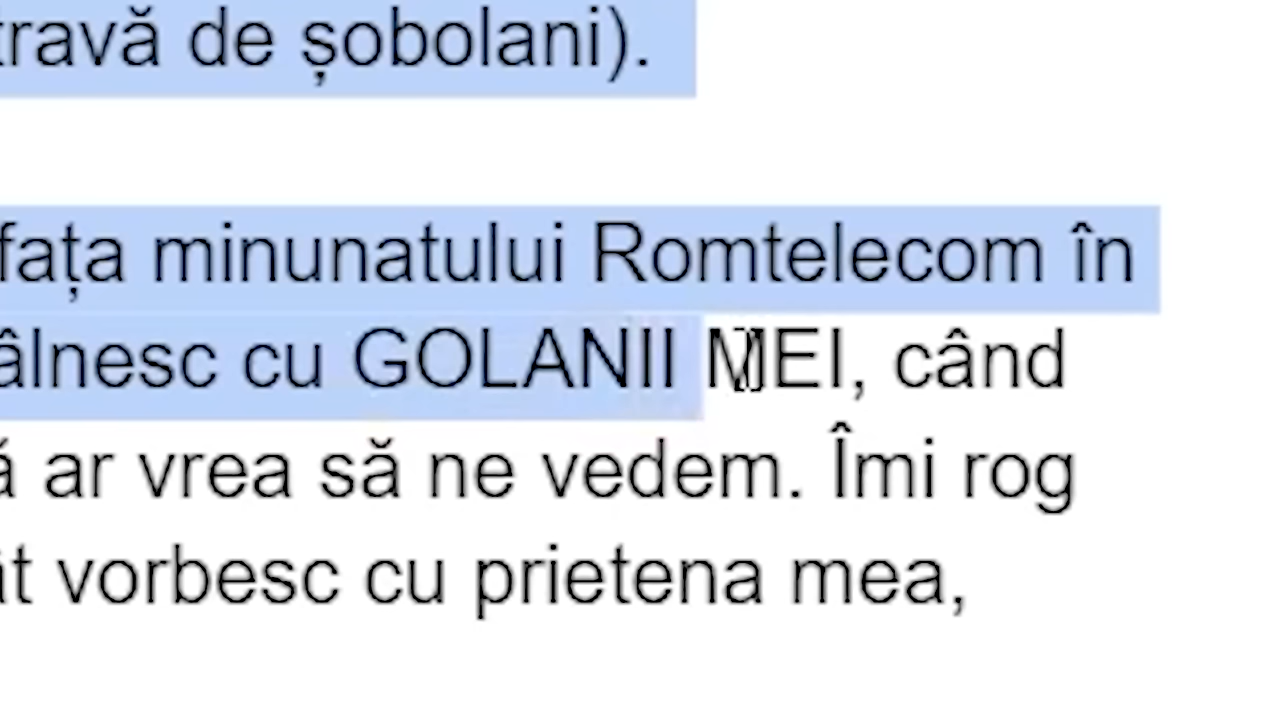 travă de șobolani).
fața minunatului Romtelecom în
âlnesc cu GOLANII MEI, când
ă ar vrea să ne vedem. Îmi rog
ât vorbesc cu prietena mea,